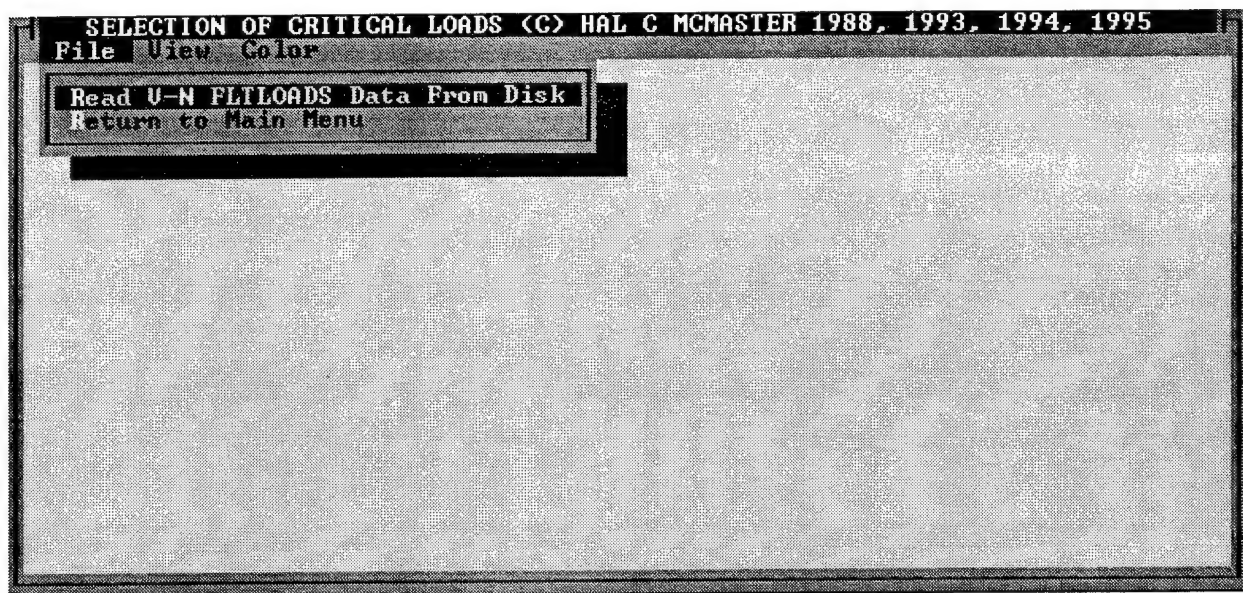 SELECTION OF CRITICAL LOADS (C) HAL C MCMASTER 1988, 1993, 1994, 1995
File View Color
Read V-N FLTLOADS Data From Disk
Return to Main Menu